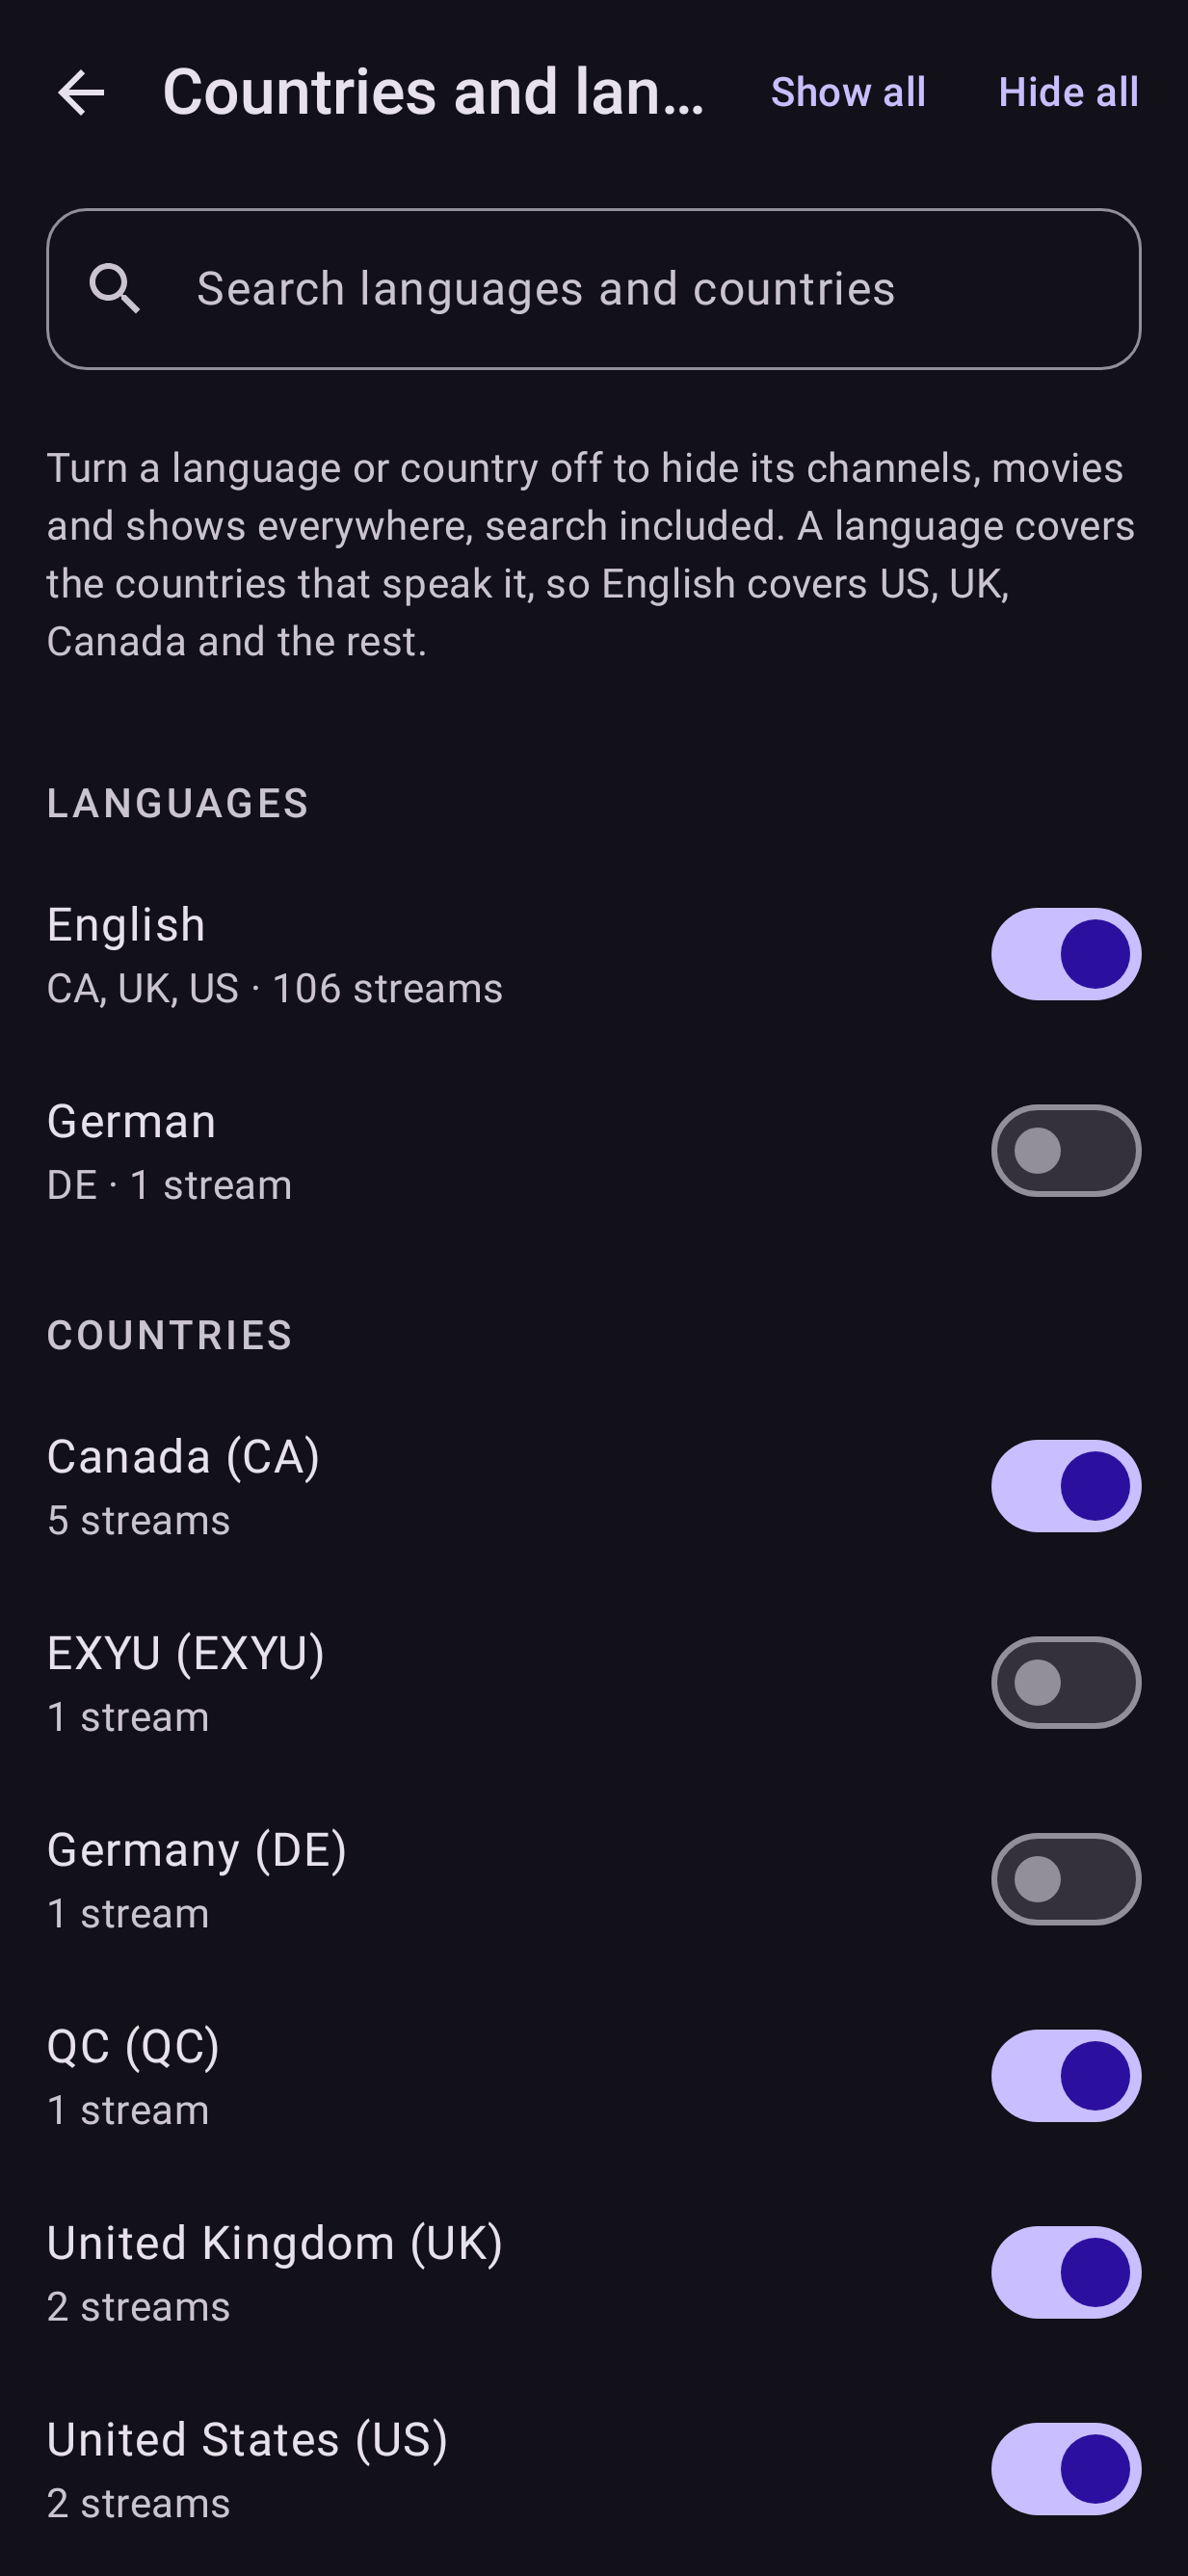 Countries and lan...
Show all
Hide all
Search languages and countries
Turn a language or country off to hide its channels, movies
and shows everywhere, search included. A language covers
the countries that speak it, so English covers US, UK,
Canada and the rest.
LANGUAGES
English
CA, UK, US · 106 streams
German
DE · 1 stream
COUNTRIES
Canada (CA)
5 streams
EXYU (EXYU)
1 stream
Germany (DE)
1 stream
QC (QC)
1 stream
United Kingdom (UK)
2 streams
United States (US)
2 streams